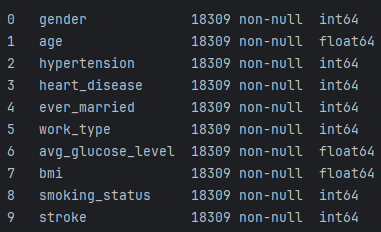 0 gender 18309 non-null int64
1 age 18309 non-null float64
2 hypertension 18309 non-null int64
3 heart_disease 18309 non-null int64
4 ever_married 18309 non-null int64
5 work_type 18309 non-null int64
6 avg_glucose_level 18309 non-null float64
7 bmi 18309 non-null float64
8 smoking_status 18309 non-null int64
9 stroke 18309 non-null int64